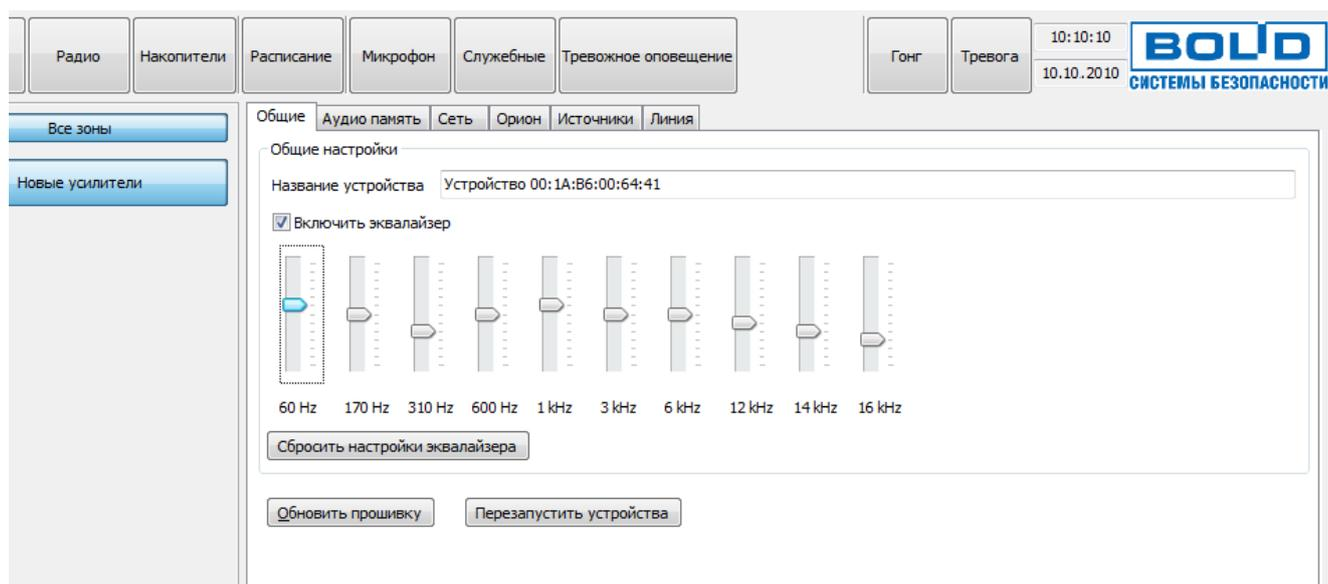 Радио Накопители Расписание Микрофон Служебные Тревожное оповещение Гонг Тревога 10:10:10 BOLID
10.10.2010 СИСТЕМЫ БЕЗОПАСНОСТИ
Все зоны
Новые усилители
Общие Аудио память Сеть Орион Источники Линия
Общие настройки
Название устройства Устройство 00:1A:B6:00:64:41
Включить эквалайзер
60 Hz 170 Hz 310 Hz 600 Hz 1 kHz 3 kHz 6 kHz 12 kHz 14 kHz 16 kHz
Сбросить настройки эквалайзера
Обновить прошивку Перезапустить устройства